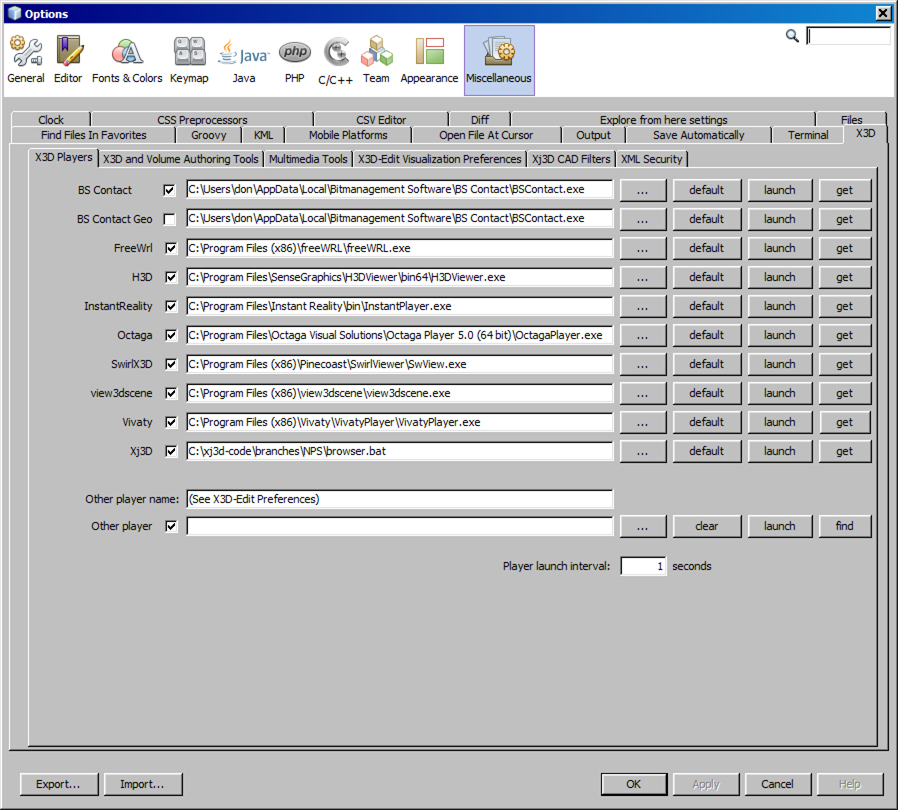 Options
General Editor Fonts & Colors Keymap Java PHP C/C++ Team Appearance Miscellaneous
Clock CSS Preprocessors CSV Editor Diff Explore from here settings Files
Find Files In Favorites Groovy KML Mobile Platforms Open File At Cursor Output Save Automatically Terminal X3D
X3D Players X3D and Volume Authoring Tools Multimedia Tools X3D-Edit Visualization Preferences Xj3D CAD Filters XML Security
BS Contact C:\Users\don\AppData\Local\Bitmanagement Software\BS Contact\BSContact.exe ... default launch get
BS Contact Geo C:\Users\don\AppData\Local\Bitmanagement Software\BS Contact\BSContact.exe ... default launch get
FreeWrl C:\Program Files (x86)\freeWRL\freeWRL.exe ... default launch get
H3D C:\Program Files\SenseGraphics\H3DViewer\bin64\H3DViewer.exe ... default launch get
InstantReality C:\Program Files\Instant Reality\bin\InstantPlayer.exe ... default launch get
Octaga C:\Program Files\Octaga Visual Solutions\Octaga Player 5.0 (64 bit)\OctagaPlayer.exe ... default launch get
SwirlX3D C:\Program Files (x86)\Pinecoast\SwirlViewer\SwView.exe ... default launch get
view3dscene C:\Program Files (x86)\view3dscene\view3dscene.exe ... default launch get
Vivaty C:\Program Files (x86)\Vivaty\VivatyPlayer\VivatyPlayer.exe ... default launch get
Xj3D C:\xj3d-code\branches\NPS\browser.bat ... default launch get
Other player name: (See X3D-Edit Preferences)
Other player ... clear launch find
Player launch interval: 1 seconds
Export... Import... OK Apply Cancel Help